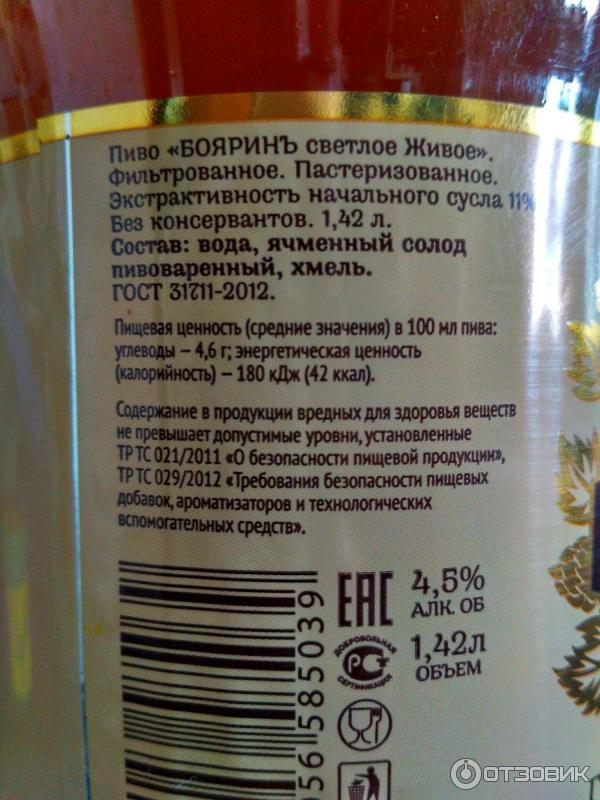 Пиво «БОЯРИНЪ светлое Живое».
Фильтрованное. Пастеризованное.
Экстрактивность начального сусла 11%
Без консервантов. 1,42 л.
Состав: вода, ячменный солод
пивоваренный, хмель.
ГОСТ 31711-2012.
Пищевая ценность (средние значения) в 100 мл пива:
углеводы – 4,6 г; энергетическая ценность
(калорийность) – 180 кДж (42 ккал).
Содержание в продукции вредных для здоровья веществ
не превышает допустимые уровни, установленные
ТР ТС 021/2011 «О безопасности пищевой продукции»,
ТР ТС 029/2012 «Требования безопасности пищевых
добавок, ароматизаторов и технологических
вспомогательных средств».
ЕАС
4,5%
АЛК. ОБ
ДОБРОВОЛЬНАЯ
РСТ
СЕРТИФИКАЦИЯ
1,42л
ОБЪЕМ
56 585039
ОТЗОВИК